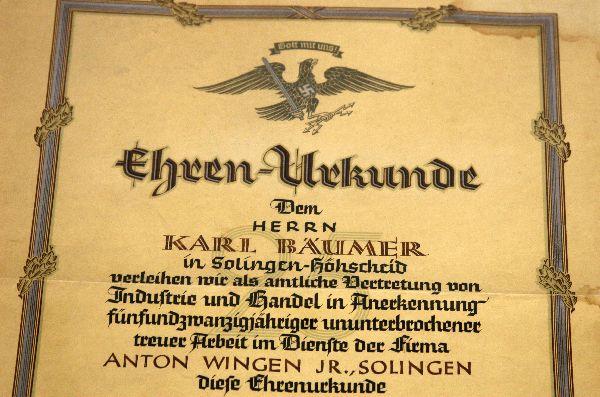 Gott mit uns!
Ehren-Urkunde
Dem
HERRN
KARL BÄUMER
in Solingen-Höhscheid
verleihen wir als amtliche Vertretung von
Industrie und Handel in Anerkennung
fünfundzwanzigjähriger ununterbrochener
treuer Arbeit im Dienste der Firma
ANTON WINGEN JR., SOLINGEN
diese Ehrenurkunde
25